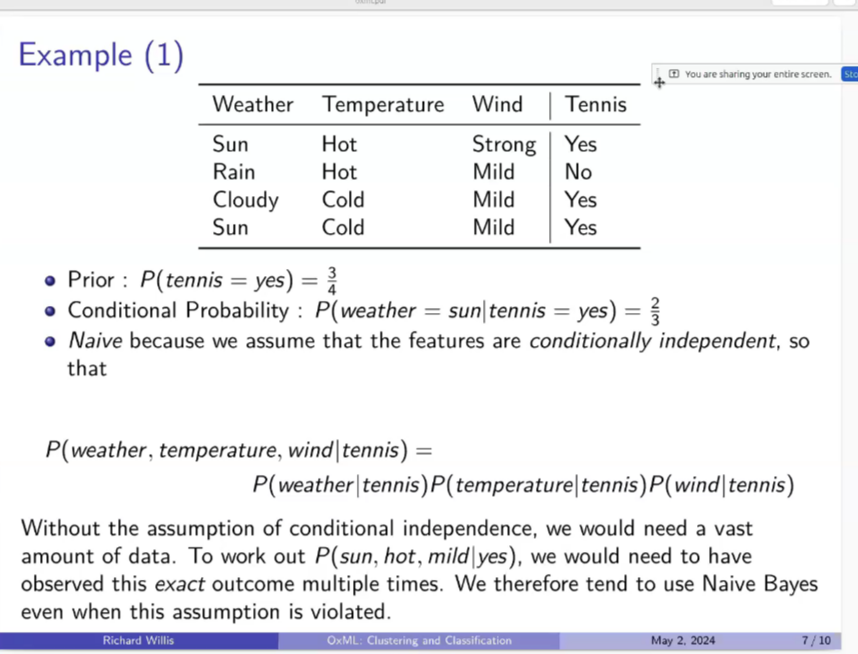 Example (1)
You are sharing your entire screen.
Weather Temperature Wind Tennis
Sun Hot Strong Yes
Rain Hot Mild No
Cloudy Cold Mild Yes
Sun Cold Mild Yes
Prior : P(tennis = yes) = 3/4
Conditional Probability : P(weather = sun|tennis = yes) = 2/3
Naive because we assume that the features are conditionally independent, so
that
P(weather, temperature, wind|tennis) =
P(weather|tennis)P(temperature|tennis)P(wind|tennis)
Without the assumption of conditional independence, we would need a vast
amount of data. To work out P(sun, hot, mild|yes), we would need to have
observed this exact outcome multiple times. We therefore tend to use Naive Bayes
even when this assumption is violated.
Richard Willis OxML: Clustering and Classification May 2, 2024 7 / 10